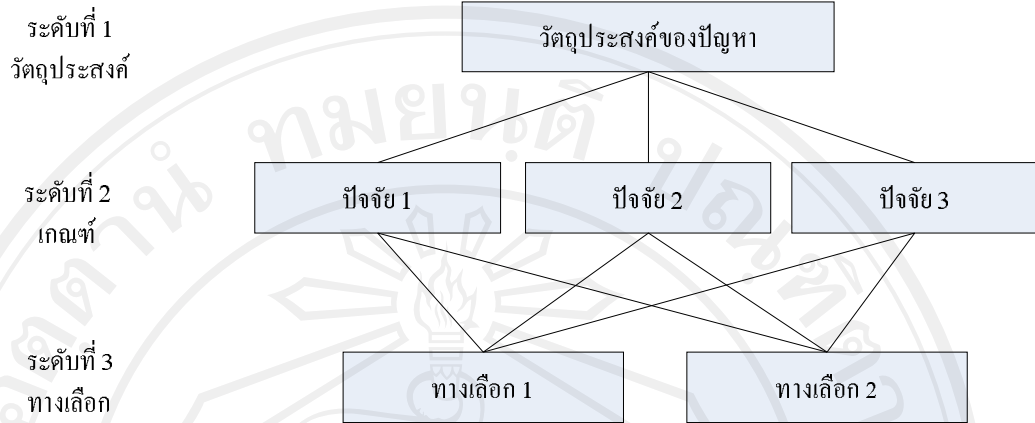 ระดับที่ 1
วัตถุประสงค์
วัตถุประสงค์ของปัญหา
ระดับที่ 2
เกณฑ์
ปัจจัย 1
ปัจจัย 2
ปัจจัย 3
ระดับที่ 3
ทางเลือก
ทางเลือก 1
ทางเลือก 2